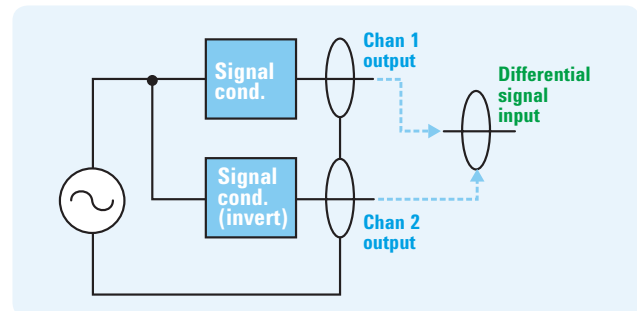 Signal
cond.
Chan 1
output
Differential
signal
input
Signal
cond.
(invert)
Chan 2
output